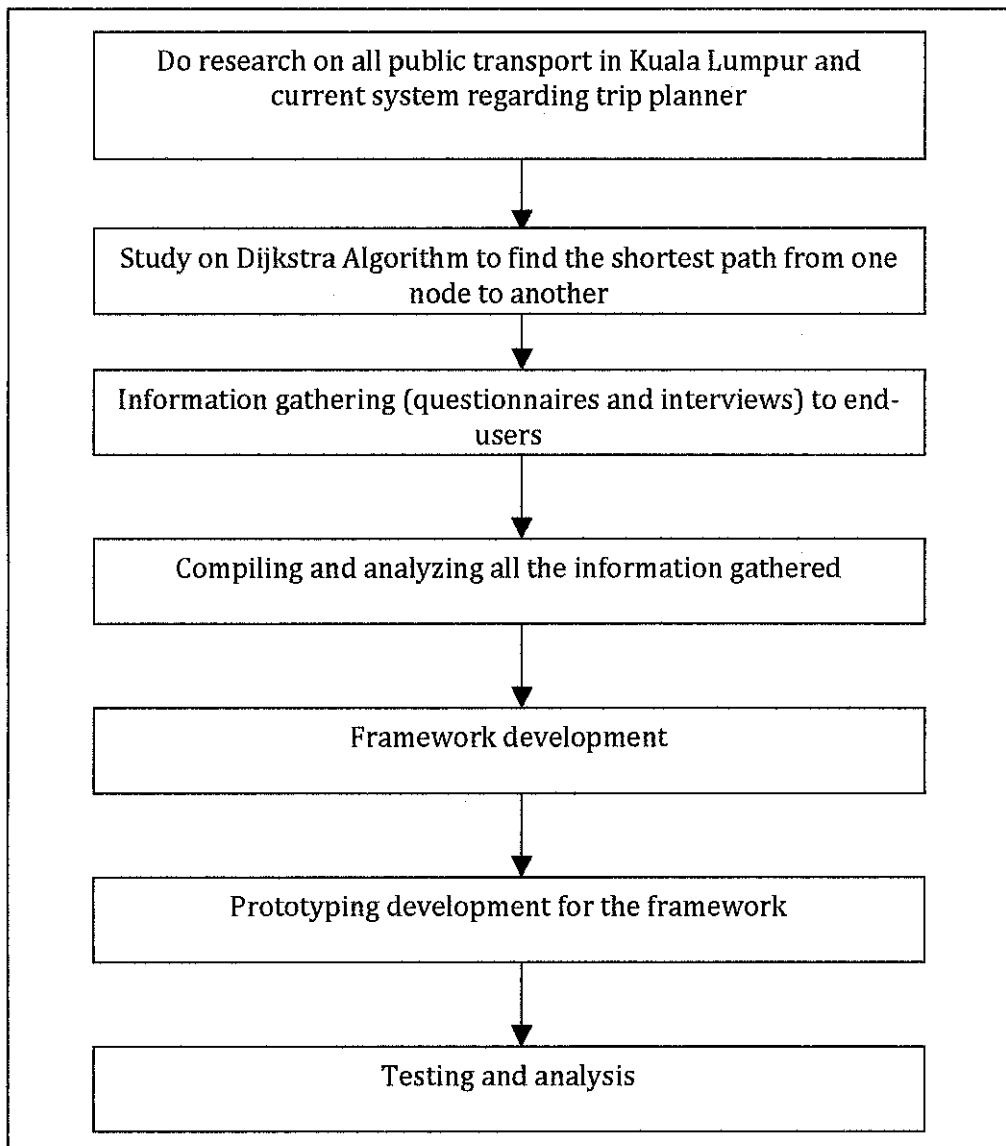 Do research on all public transport in Kuala Lumpur and
current system regarding trip planner
Study on Dijkstra Algorithm to find the shortest path from one
node to another
Information gathering (questionnaires and interviews) to end-
users
Compiling and analyzing all the information gathered
Framework development
Prototyping development for the framework
Testing and analysis